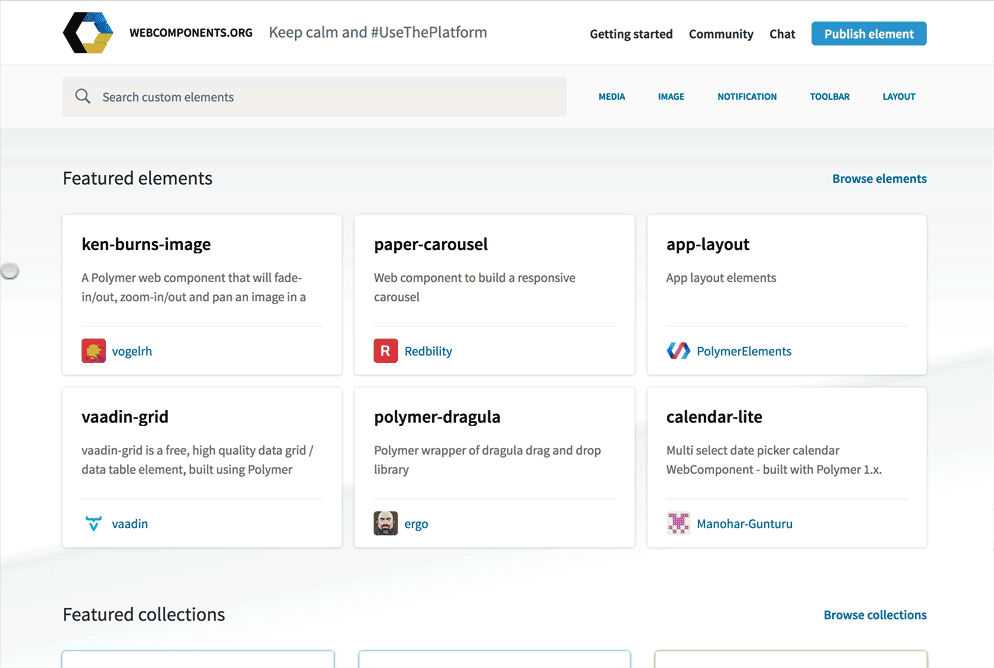 WEBCOMPONENTS.ORG Keep calm and #UseThePlatform Getting started Community Chat Publish element
Search custom elements MEDIA IMAGE NOTIFICATION TOOLBAR LAYOUT
Featured elements Browse elements
ken-burns-image
A Polymer web component that will fade-
in/out, zoom-in/out and pan an image in a
vogelrh
paper-carousel
Web component to build a responsive
carousel
R Redbility
app-layout
App layout elements
PolymerElements
vaadin-grid
vaadin-grid is a free, high quality data grid /
data table element, built using Polymer
vaadin
polymer-dragula
Polymer wrapper of dragula drag and drop
library
ergo
calendar-lite
Multi select date picker calendar
WebComponent - built with Polymer 1.x.
Manohar-Gunturu
Featured collections Browse collections